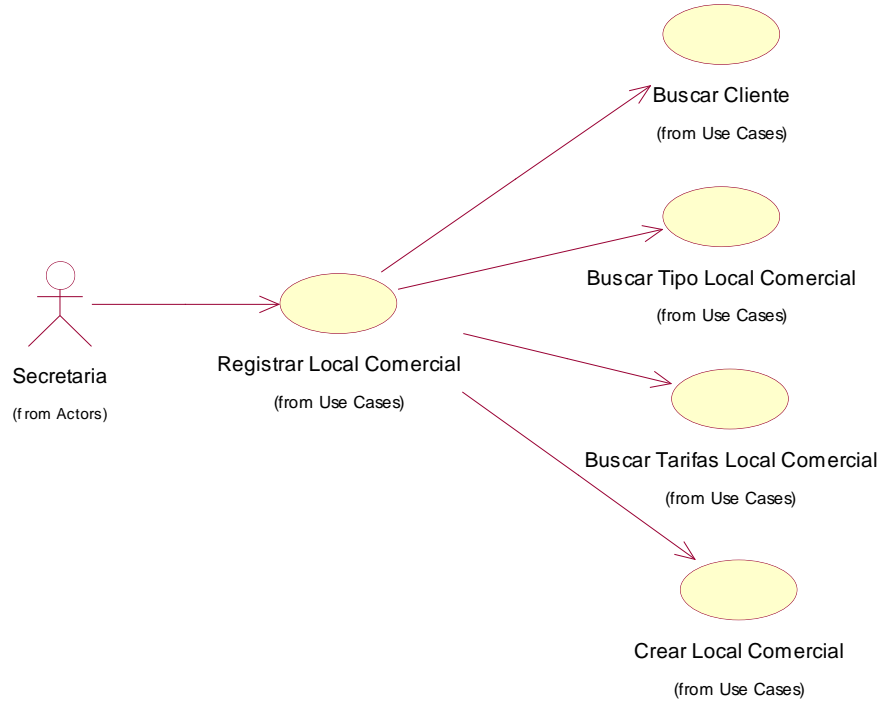 Buscar Cliente
(from Use Cases)
Buscar Tipo Local Comercial
(from Use Cases)
Secretaria
(from Actors)
Registrar Local Comercial
(from Use Cases)
Buscar Tarifas Local Comercial
(from Use Cases)
Crear Local Comercial
(from Use Cases)